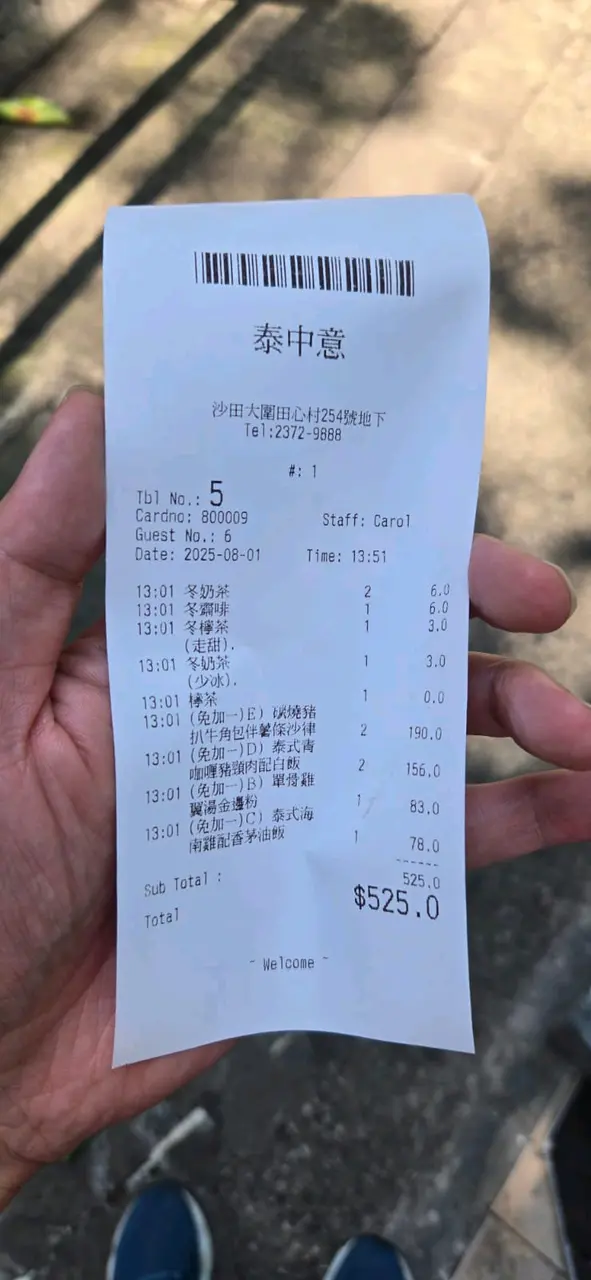 泰中意
沙田大圍田心村254號地下
Tel:2372-9888
#: 1
Tbl No.: 5
Cardno: 800009 Staff: Carol
Guest No.: 6
Date: 2025-08-01 Time: 13:51
13:01 冬奶茶 2 6.0
13:01 冬齋啡 1 6.0
13:01 冬檸茶 1 3.0
(走甜).
13:01 冬奶茶 1 3.0
(少冰).
13:01 檸茶 1 0.0
13:01 (免加一)E) 碳燒豬
扒牛角包伴薯條沙律 2 190.0
13:01 (免加一)D) 泰式青
咖喱豬頸肉配白飯 2 156.0
13:01 (免加一)B) 單骨雞
翼湯金邊粉 1 83.0
13:01 (免加一)C) 泰式海
南雞配香茅油飯 1 78.0
------
Sub Total : 525.0
Total $525.0
~ Welcome ~